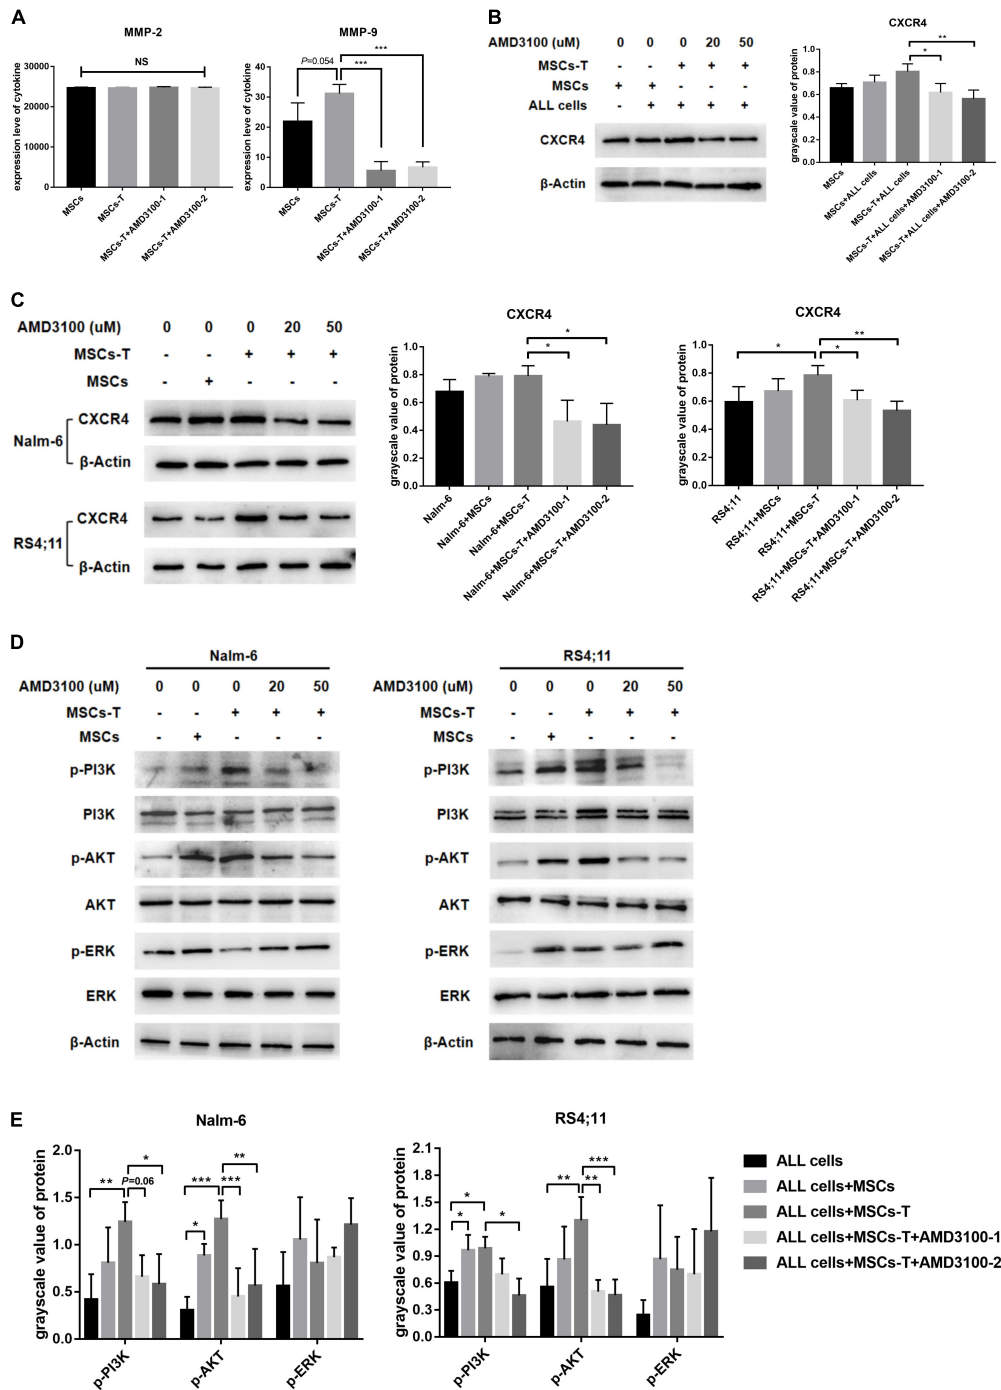 A
MMP-2
expression level of cytokine
30000
20000
10000
0
NS
MSCs
MSCs-T
MSCs-T+AMD3100-1
MSCs-T+AMD3100-2
MMP-9
expression level of cytokine
40
30
20
10
0
P=0.054
***
***
MSCs
MSCs-T
MSCs-T+AMD3100-1
MSCs-T+AMD3100-2
B
AMD3100 (uM) 0 0 0 20 50
MSCs-T - - + + +
MSCs + + - - -
ALL cells - + + + +
CXCR4
β-Actin
CXCR4
grayscale value of protein
1.0
0.8
0.6
0.4
0.2
0.0
*
**
MSCs
MSCs+ALL cells
MSCs-T+ALL cells
MSCs-T+ALL cells+AMD3100-1
MSCs-T+ALL cells+AMD3100-2
C
AMD3100 (uM) 0 0 0 20 50
MSCs-T - - + + +
MSCs - + - - -
Nalm-6
CXCR4
β-Actin
RS4;11
CXCR4
β-Actin
CXCR4
grayscale value of protein
1.0
0.8
0.6
0.4
0.2
0.0
*
*
Nalm-6
Nalm-6+MSCs
Nalm-6+MSCs-T
Nalm-6+MSCs-T+AMD3100-1
Nalm-6+MSCs-T+AMD3100-2
CXCR4
grayscale value of protein
1.0
0.8
0.6
0.4
0.2
0.0
*
*
**
RS4;11
RS4;11+MSCs
RS4;11+MSCs-T
RS4;11+MSCs-T+AMD3100-1
RS4;11+MSCs-T+AMD3100-2
D
Nalm-6
AMD3100 (uM) 0 0 0 20 50
MSCs-T - - + + +
MSCs - + - - -
p-PI3K
PI3K
p-AKT
AKT
p-ERK
ERK
β-Actin
RS4;11
AMD3100 (uM) 0 0 0 20 50
MSCs-T - - + + +
MSCs - + - - -
p-PI3K
PI3K
p-AKT
AKT
p-ERK
ERK
β-Actin
E
Nalm-6
grayscale value of protein
2.0
1.5
1.0
0.5
0.0
**
*
P=0.06
***
*
**
***
p-PI3K
p-AKT
p-ERK
RS4;11
grayscale value of protein
2.1
1.8
1.5
1.2
0.9
0.6
0.3
0.0
*
*
*
**
***
**
p-PI3K
p-AKT
p-ERK
ALL cells
ALL cells+MSCs
ALL cells+MSCs-T
ALL cells+MSCs-T+AMD3100-1
ALL cells+MSCs-T+AMD3100-2